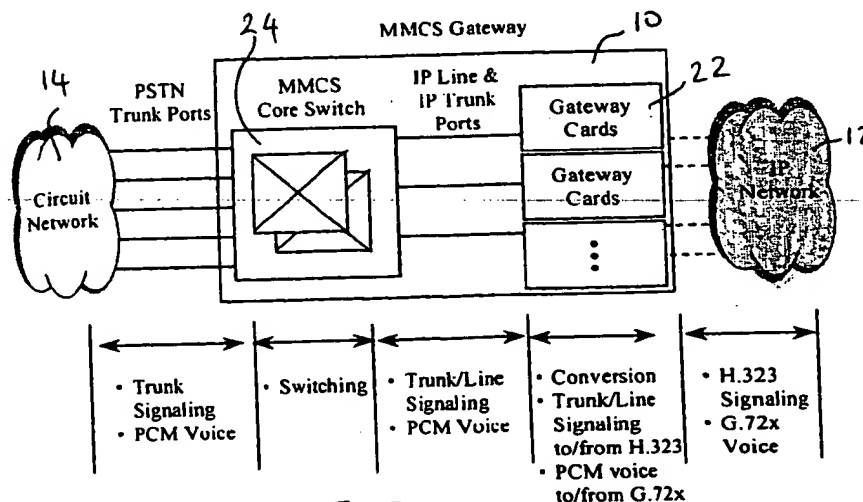 MMCS Gateway
24
10
14
PSTN
Trunk Ports
MMCS
Core Switch
IP Line &
IP Trunk
Ports
22
Gateway
Cards
Gateway
Cards
Circuit
Network
IP
Network
• Trunk
Signaling
• PCM Voice
• Switching
• Trunk/Line
Signaling
• PCM Voice
• Conversion
• Trunk/Line
Signaling
to/from H.323
• PCM voice
to/from G.72x
• H.323
Signaling
• G.72x
Voice